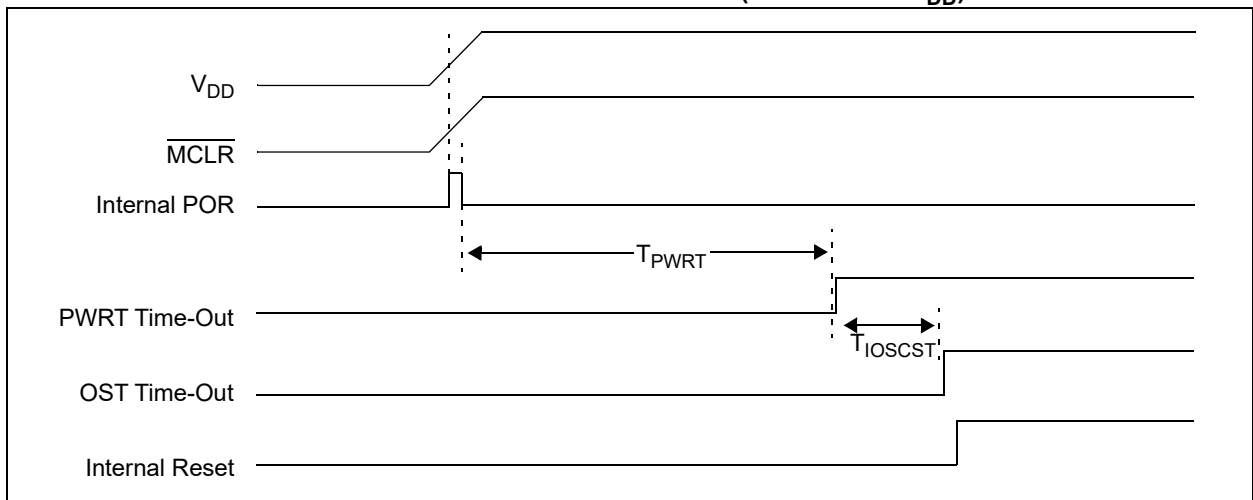 V_DD
MCLR
Internal POR
T_PWRT
PWRT Time-Out
T_IOSCST
OST Time-Out
Internal Reset